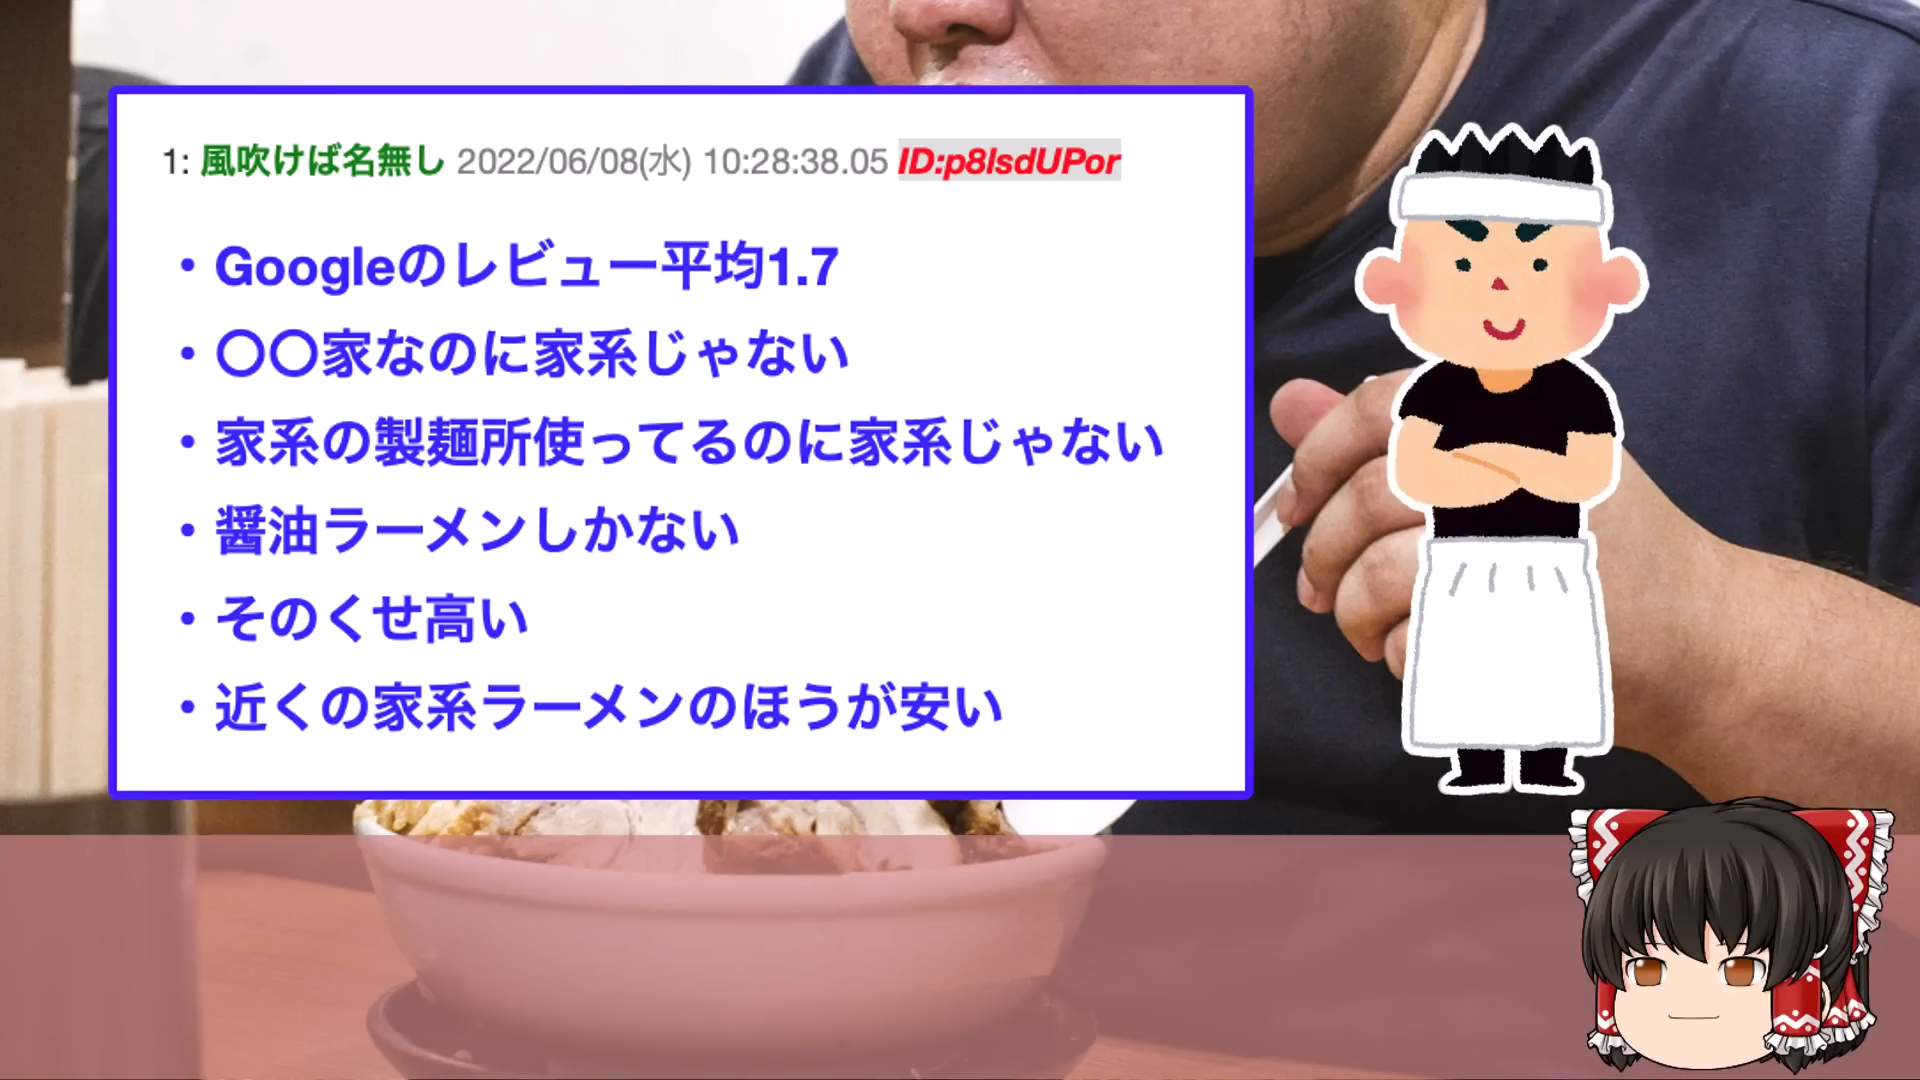 1: 風吹けば名無し 2022/06/08(水) 10:28:38.05 ID:p8lsdUPor
・Googleのレビュー平均1.7
・〇〇家なのに家系じゃない
・家系の製麺所使ってるのに家系じゃない
・醤油ラーメンしかない
・そのくせ高い
・近くの家系ラーメンのほうが安い